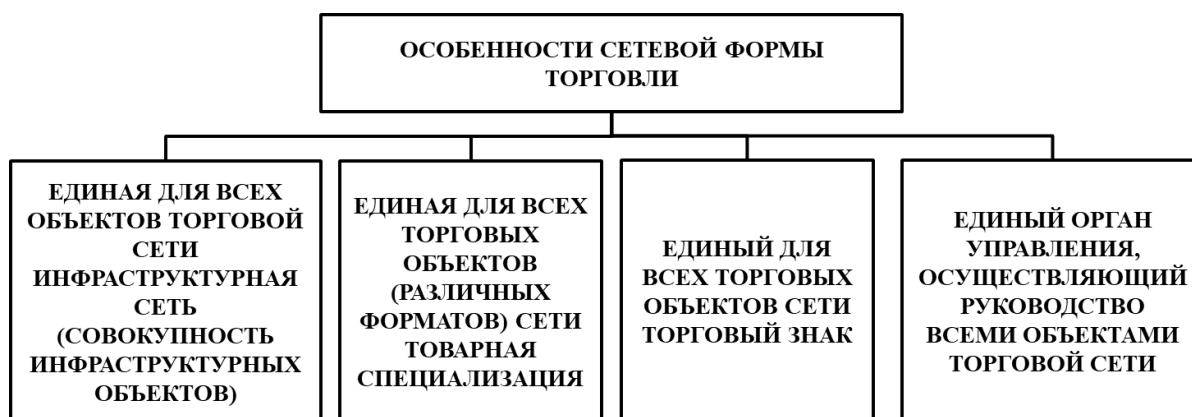 ОСОБЕННОСТИ СЕТЕВОЙ ФОРМЫ
ТОРГОВЛИ
ЕДИНАЯ ДЛЯ ВСЕХ
ОБЪЕКТОВ ТОРГОВОЙ
СЕТИ
ИНФРАСТРУКТУРНАЯ
СЕТЬ
(СОВОКУПНОСТЬ
ИНФРАСТРУКТУРНЫХ
ОБЪЕКТОВ)
ЕДИНАЯ ДЛЯ ВСЕХ
ТОРГОВЫХ
ОБЪЕКТОВ
(РАЗЛИЧНЫХ
ФОРМАТОВ) СЕТИ
ТОВАРНАЯ
СПЕЦИАЛИЗАЦИЯ
ЕДИНЫЙ ДЛЯ
ВСЕХ ТОРГОВЫХ
ОБЪЕКТОВ СЕТИ
ТОРГОВЫЙ ЗНАК
ЕДИНЫЙ ОРГАН
УПРАВЛЕНИЯ,
ОСУЩЕСТВЛЯЮЩИЙ
РУКОВОДСТВО
ВСЕМИ ОБЪЕКТАМИ
ТОРГОВОЙ СЕТИ